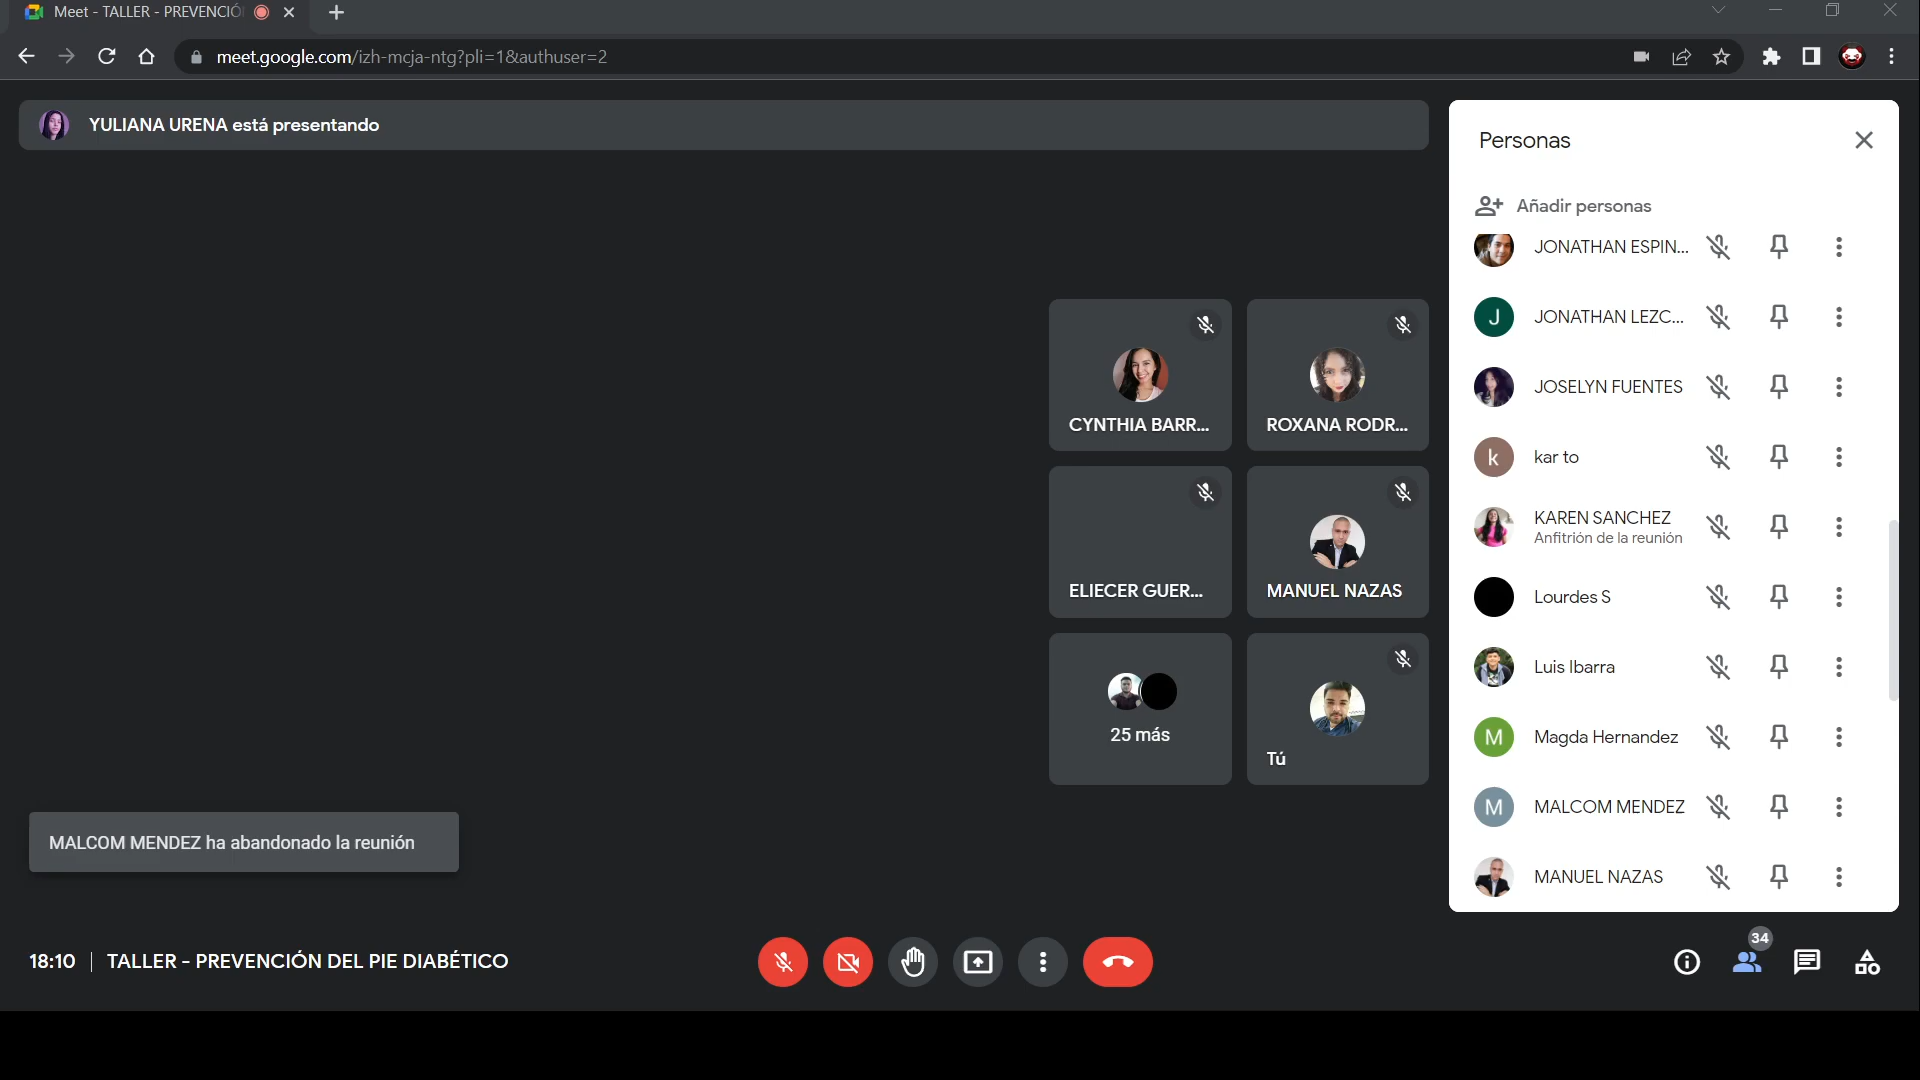 Meet - TALLER - PREVENCIÓ
meet.google.com/izh-mcja-ntg?pli=1&authuser=2
YULIANA URENA está presentando
CYNTHIA BARR...
ROXANA RODR...
ELIECER GUER...
MANUEL NAZAS
25 más
Tú
MALCOM MENDEZ ha abandonado la reunión
Personas
Añadir personas
JONATHAN ESPIN...
J
JONATHAN LEZC...
JOSELYN FUENTES
k
kar to
KAREN SANCHEZ
Anfitrión de la reunión
Lourdes S
Luis Ibarra
M
Magda Hernandez
M
MALCOM MENDEZ
MANUEL NAZAS
18:10
TALLER - PREVENCIÓN DEL PIE DIABÉTICO
34